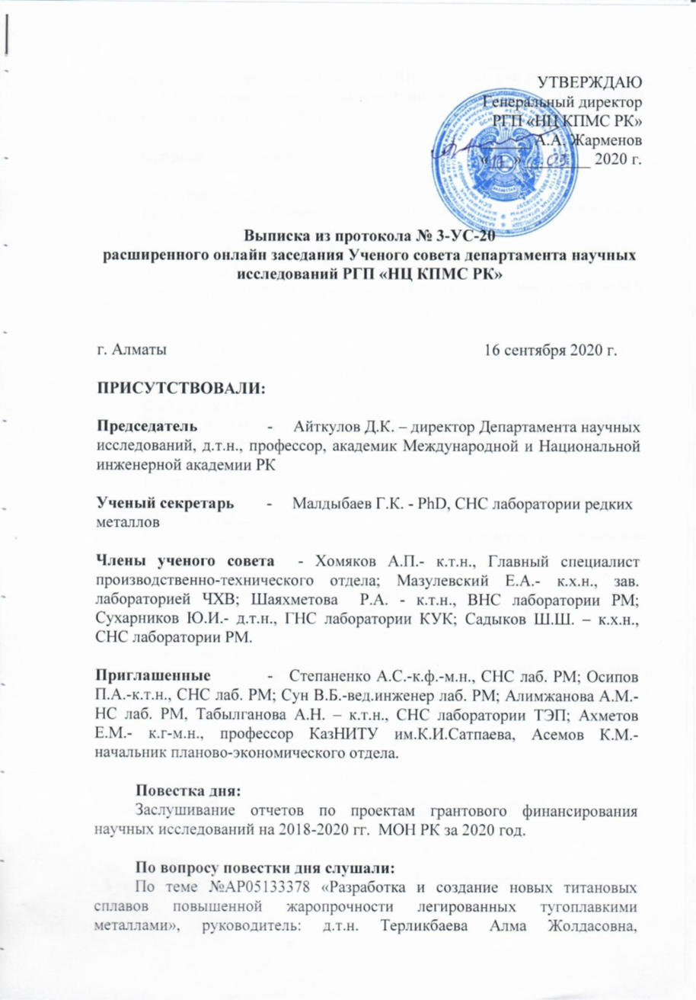 УТВЕРЖДАЮ
Генеральный директор
РГП «НЦ КПМС РК»
________ А.А. Жарменов
« » ________ 2020 г.
Выписка из протокола № 3-УС-20
расширенного онлайн заседания Ученого совета департамента научных
исследований РГП «НЦ КПМС РК»
г. Алматы 16 сентября 2020 г.
ПРИСУТСТВОВАЛИ:
Председатель - Айткулов Д.К. – директор Департамента научных
исследований, д.т.н., профессор, академик Международной и Национальной
инженерной академии РК
Ученый секретарь - Малдыбаев Г.К. - PhD, СНС лаборатории редких
металлов
Члены ученого совета - Хомяков А.П.- к.т.н., Главный специалист
производственно-технического отдела; Мазулевский Е.А.- к.х.н., зав.
лабораторией ЧХВ; Шаяхметова Р.А. - к.т.н., ВНС лаборатории РМ;
Сухарников Ю.И.- д.т.н., ГНС лаборатории КУК; Садыков Ш.Ш. – к.х.н.,
СНС лаборатории РМ.
Приглашенные - Степаненко А.С.-к.ф.-м.н., СНС лаб. РМ; Осипов
П.А.-к.т.н., СНС лаб. РМ; Сун В.Б.-вед.инженер лаб. РМ; Алимжанова А.М.-
НС лаб. РМ, Табылганова А.Н. – к.т.н., СНС лаборатории ТЭП; Ахметов
Е.М.- к.г-м.н., профессор КазНИТУ им.К.И.Сатпаева, Асемов К.М.-
начальник планово-экономического отдела.
Повестка дня:
Заслушивание отчетов по проектам грантового финансирования
научных исследований на 2018-2020 гг. МОН РК за 2020 год.
По вопросу повестки дня слушали:
По теме №АР05133378 «Разработка и создание новых титановых
сплавов повышенной жаропрочности легированных тугоплавкими
металлами», руководитель: д.т.н. Терликбаева Алма Жолдасовна,